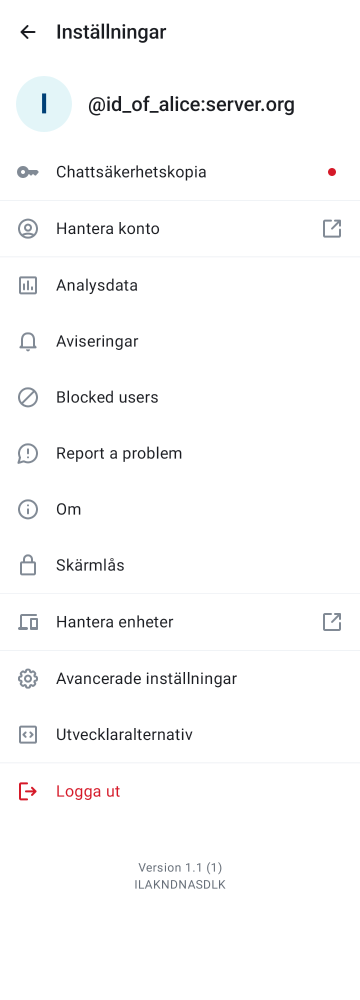 Inställningar
I
@id_of_alice:server.org
Chattsäkerhetskopia
Hantera konto
Analysdata
Aviseringar
Blocked users
Report a problem
Om
Skärmlås
Hantera enheter
Avancerade inställningar
Utvecklaralternativ
Logga ut
Version 1.1 (1)
ILAKNDNASDLK